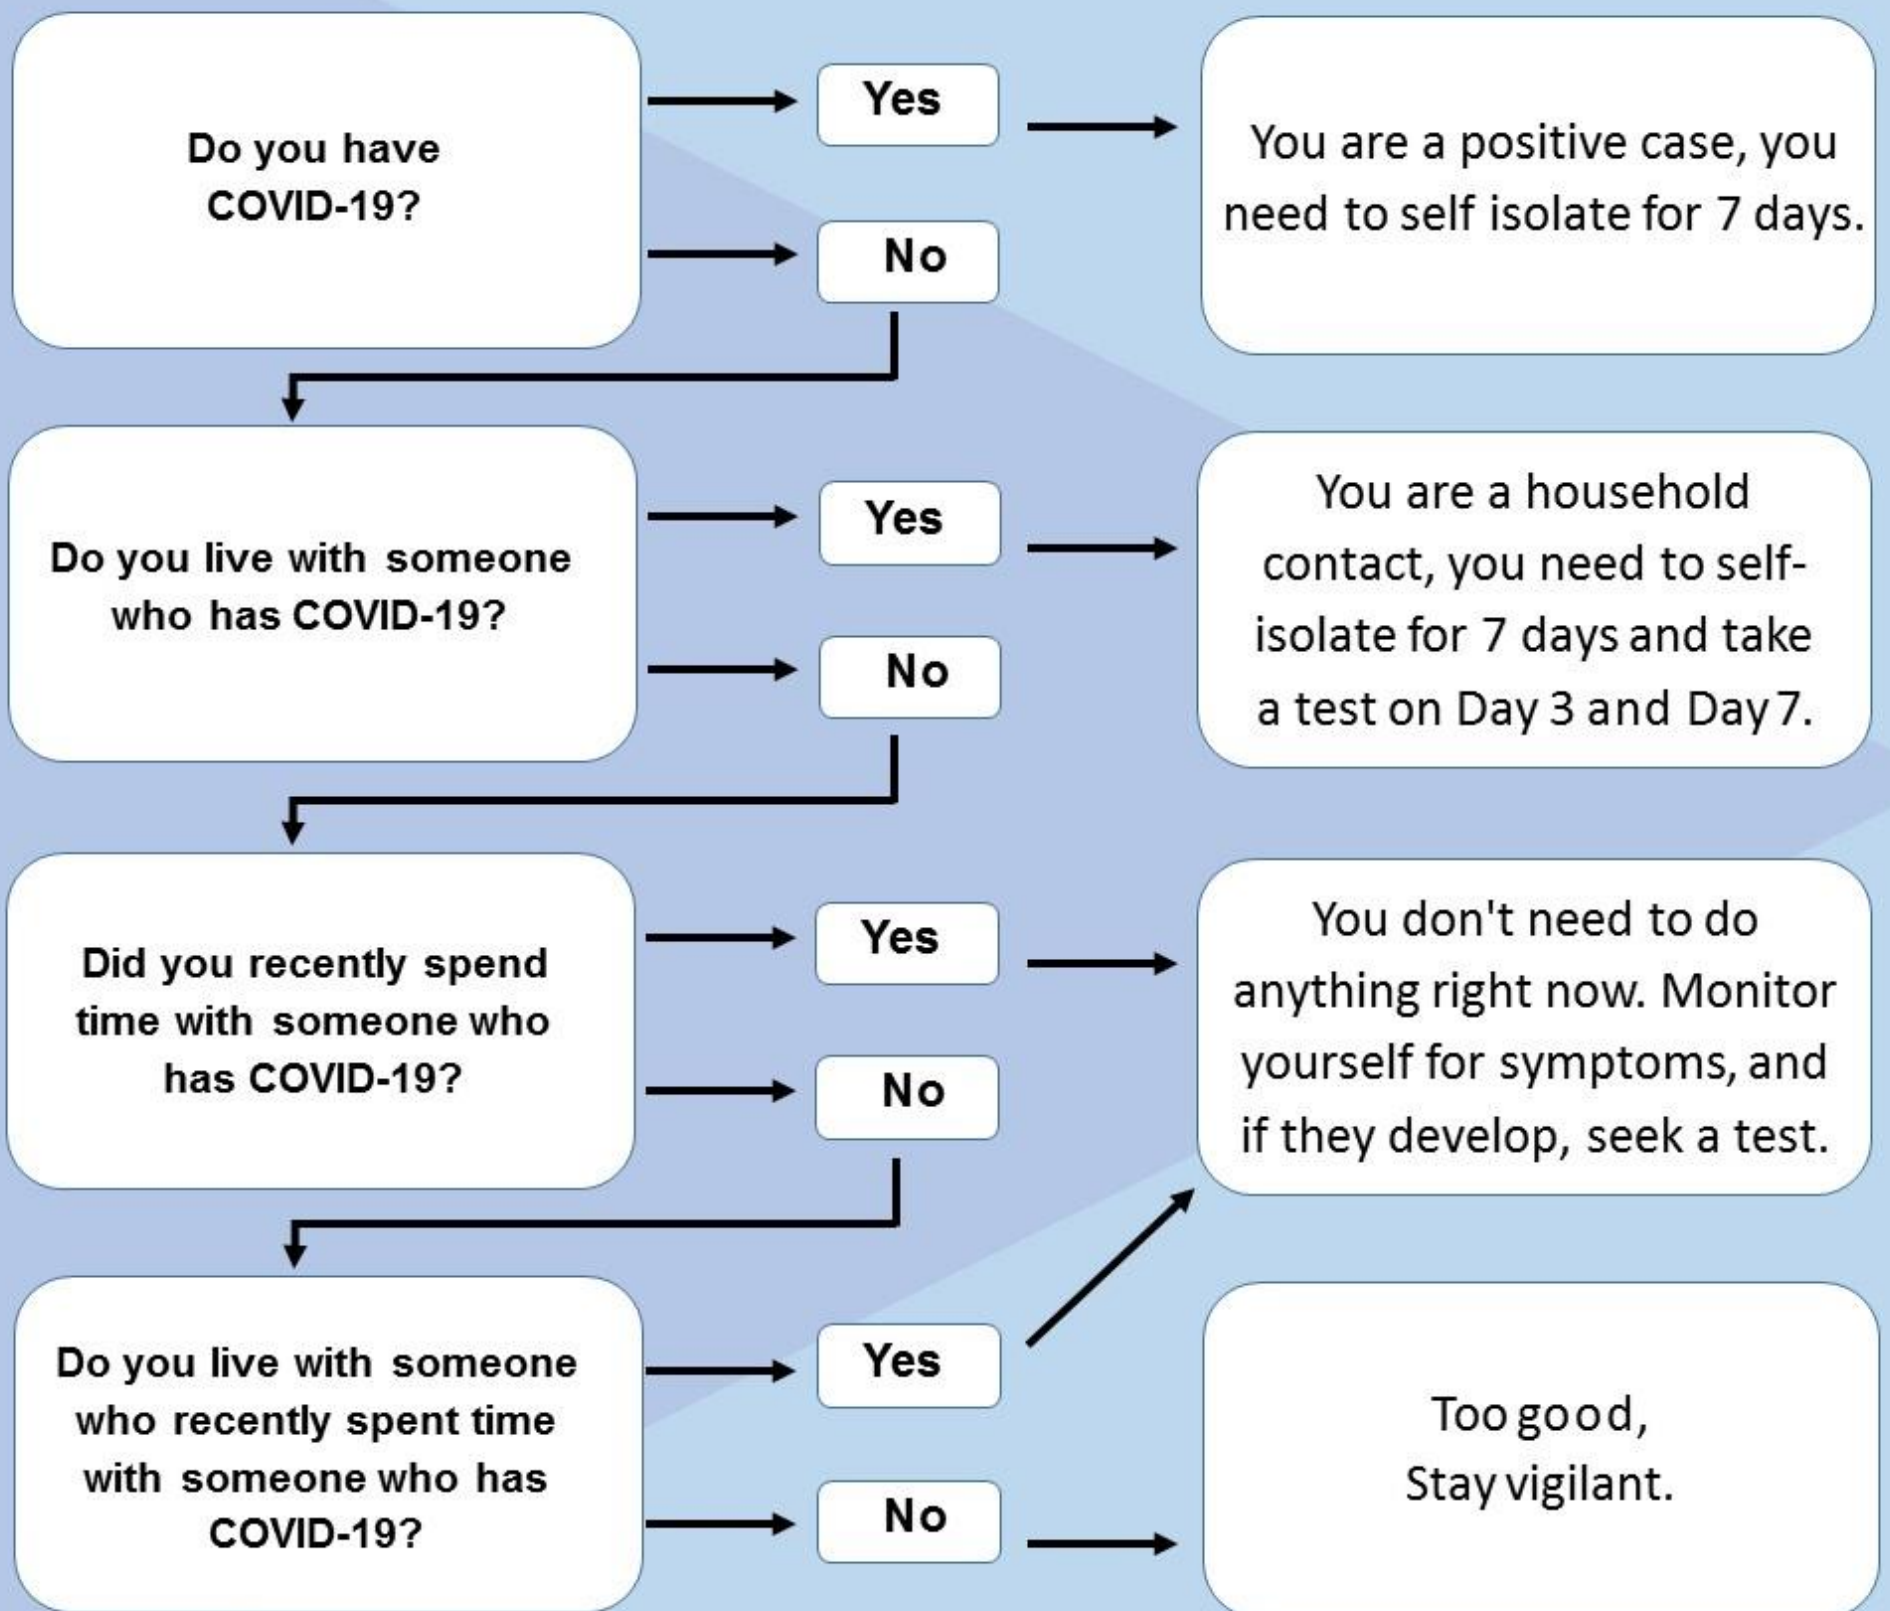 Do you have
COVID-19?
Yes
No
You are a positive case, you
need to self isolate for 7 days.
Do you live with someone
who has COVID-19?
Yes
No
You are a household
contact, you need to self-
isolate for 7 days and take
a test on Day 3 and Day 7.
Did you recently spend
time with someone who
has COVID-19?
Yes
No
You don't need to do
anything right now. Monitor
yourself for symptoms, and
if they develop, seek a test.
Do you live with someone
who recently spent time
with someone who has
COVID-19?
Yes
No
Too good,
Stay vigilant.